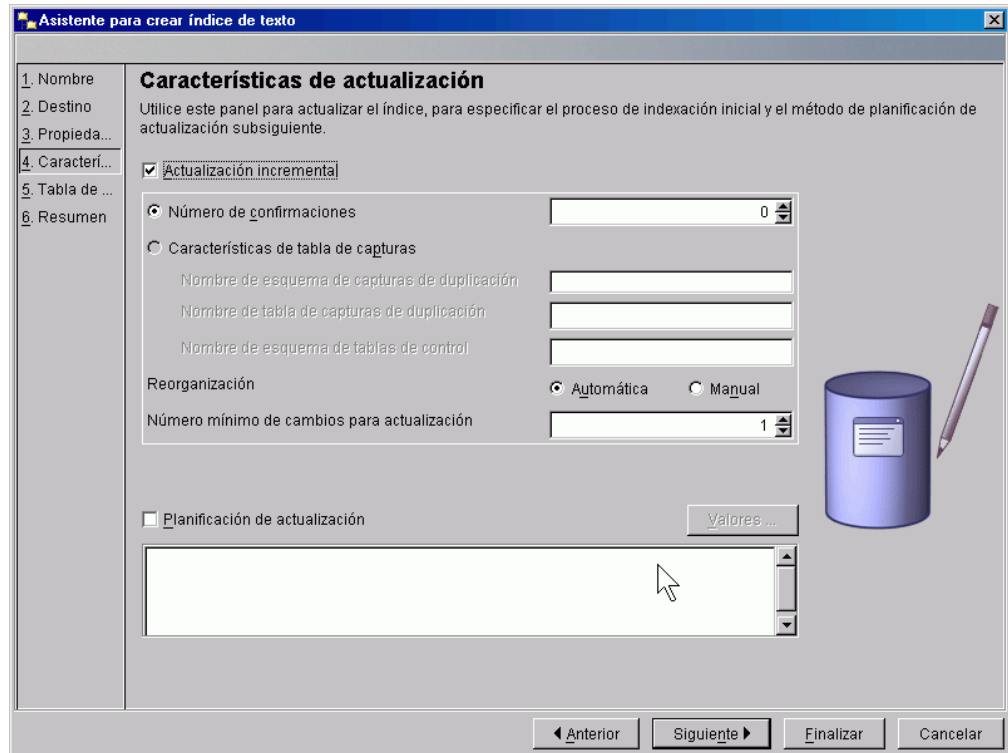 Asistente para crear índice de texto
1. Nombre
2. Destino
3. Propieda...
4. Caracterí...
5. Tabla de ...
6. Resumen
Características de actualización
Utilice este panel para actualizar el índice, para especificar el proceso de indexación inicial y el método de planificación de
actualización subsiguiente.
Actualización incremental
Número de confirmaciones 0
Características de tabla de capturas
Nombre de esquema de capturas de duplicación
Nombre de tabla de capturas de duplicación
Nombre de esquema de tablas de control
Reorganización Automática Manual
Número mínimo de cambios para actualización 1
Planificación de actualización Valores ...
Anterior Siguiente Finalizar Cancelar